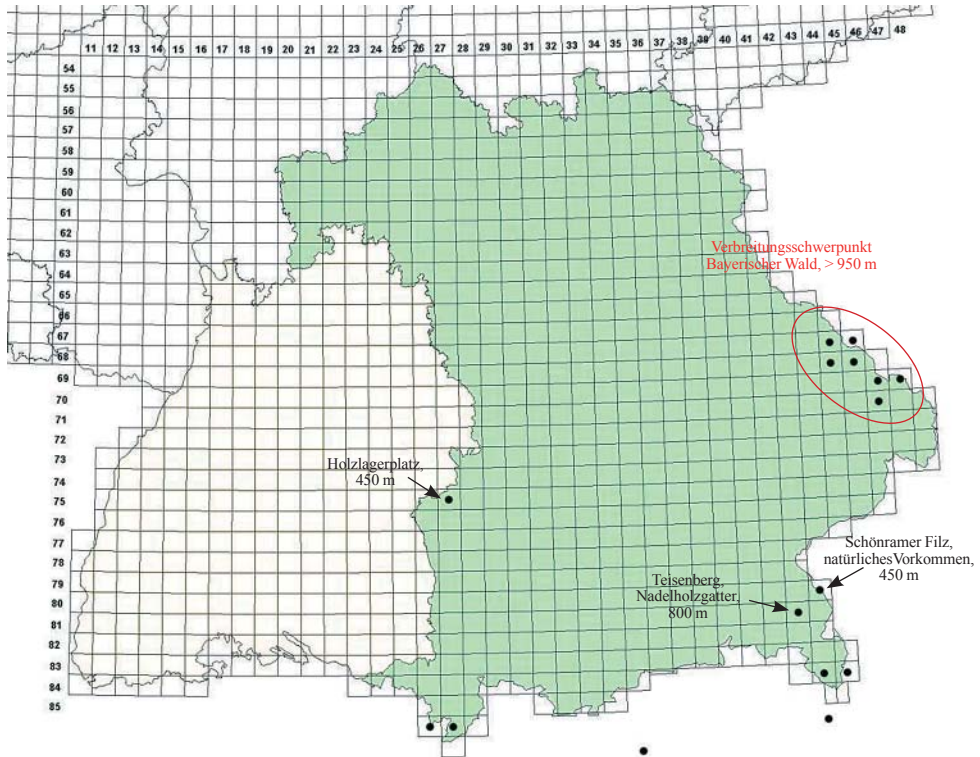 11 12 13 14 15 16 17 18 19 20 21 22 23 24 25 26 27 28 29 30 31 32 33 34 35 36 37 38 39 40 41 42 43 44 45 46 47 48
54
55
56
57
58
59
60
61
62
63
64
65
66
67
68
69
70
71
72
73
74
75
76
77
78
79
80
81
82
83
84
85
Verbreitungsschwerpunkt
Bayerischer Wald, > 950 m
Holzlagerplatz,
450 m
Schönramer Filz,
natürlichesVorkommen,
450 m
Teisenberg,
Nadelholzgatter,
800 m